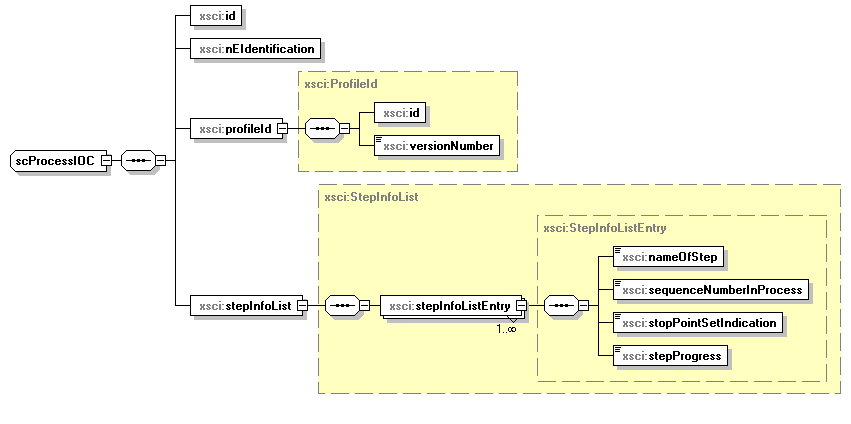 xsci:id
xsci:nEIdentification
xsci:ProfileId
xsci:id
xsci:profileId
xsci:versionNumber
scProcessIOC
xsci:StepInfoList
xsci:StepInfoListEntry
xsci:nameOfStep
xsci:sequenceNumberInProcess
xsci:stepInfoList
xsci:stepInfoListEntry
1..∞
xsci:stopPointSetIndication
xsci:stepProgress